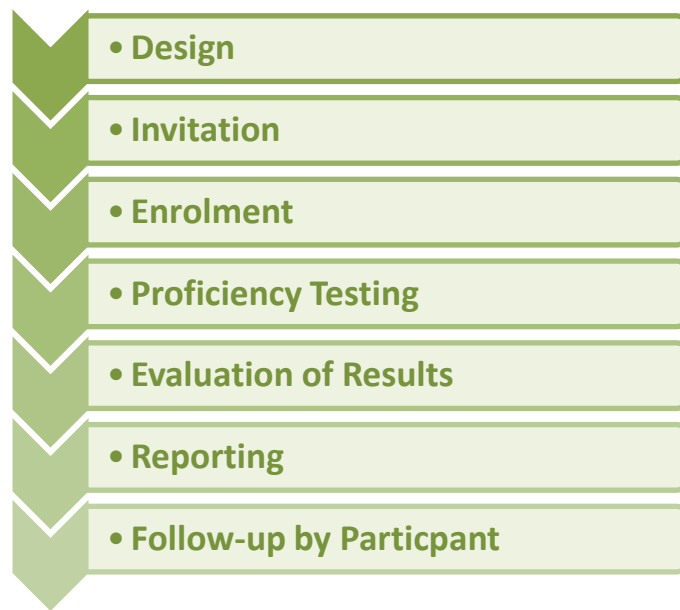 • Design
• Invitation
• Enrolment
• Proficiency Testing
• Evaluation of Results
• Reporting
• Follow-up by Particpant